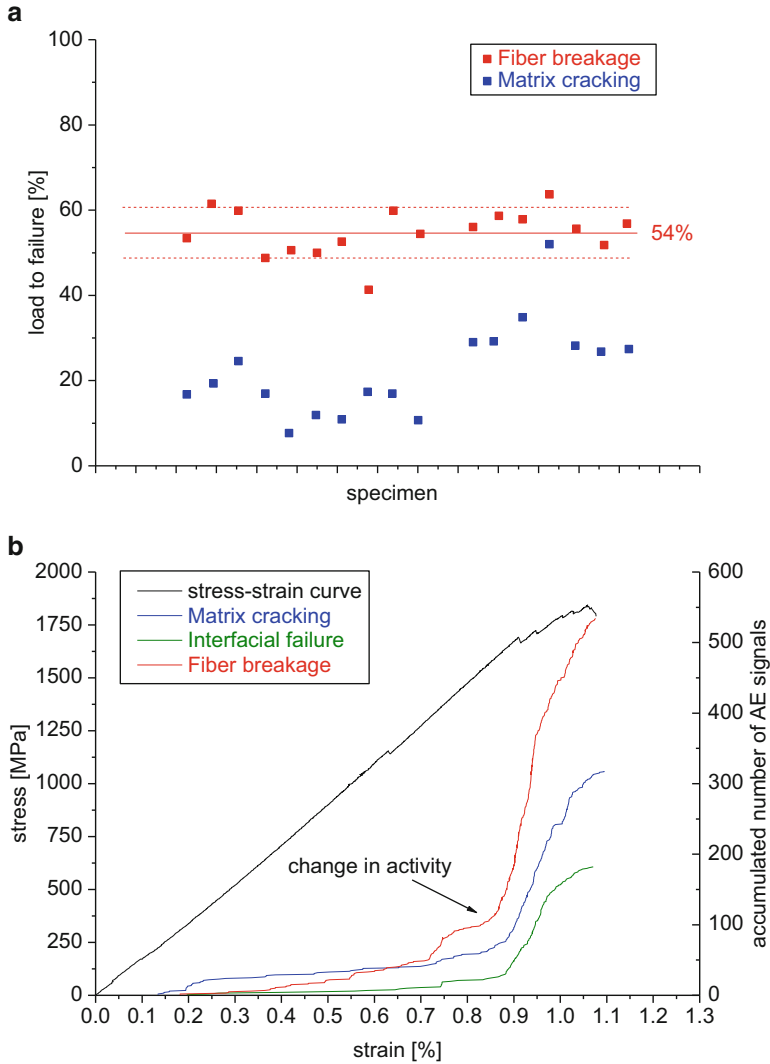 a
100
80
60
40
20
0
load to failure [%]
Fiber breakage
Matrix cracking
54%
specimen
b
2000
1750
1500
1250
1000
750
500
250
0
stress [MPa]
stress-strain curve
Matrix cracking
Interfacial failure
Fiber breakage
change in activity
600
500
400
300
200
100
0
accumulated number of AE signals
0.0 0.1 0.2 0.3 0.4 0.5 0.6 0.7 0.8 0.9 1.0 1.1 1.2 1.3
strain [%]